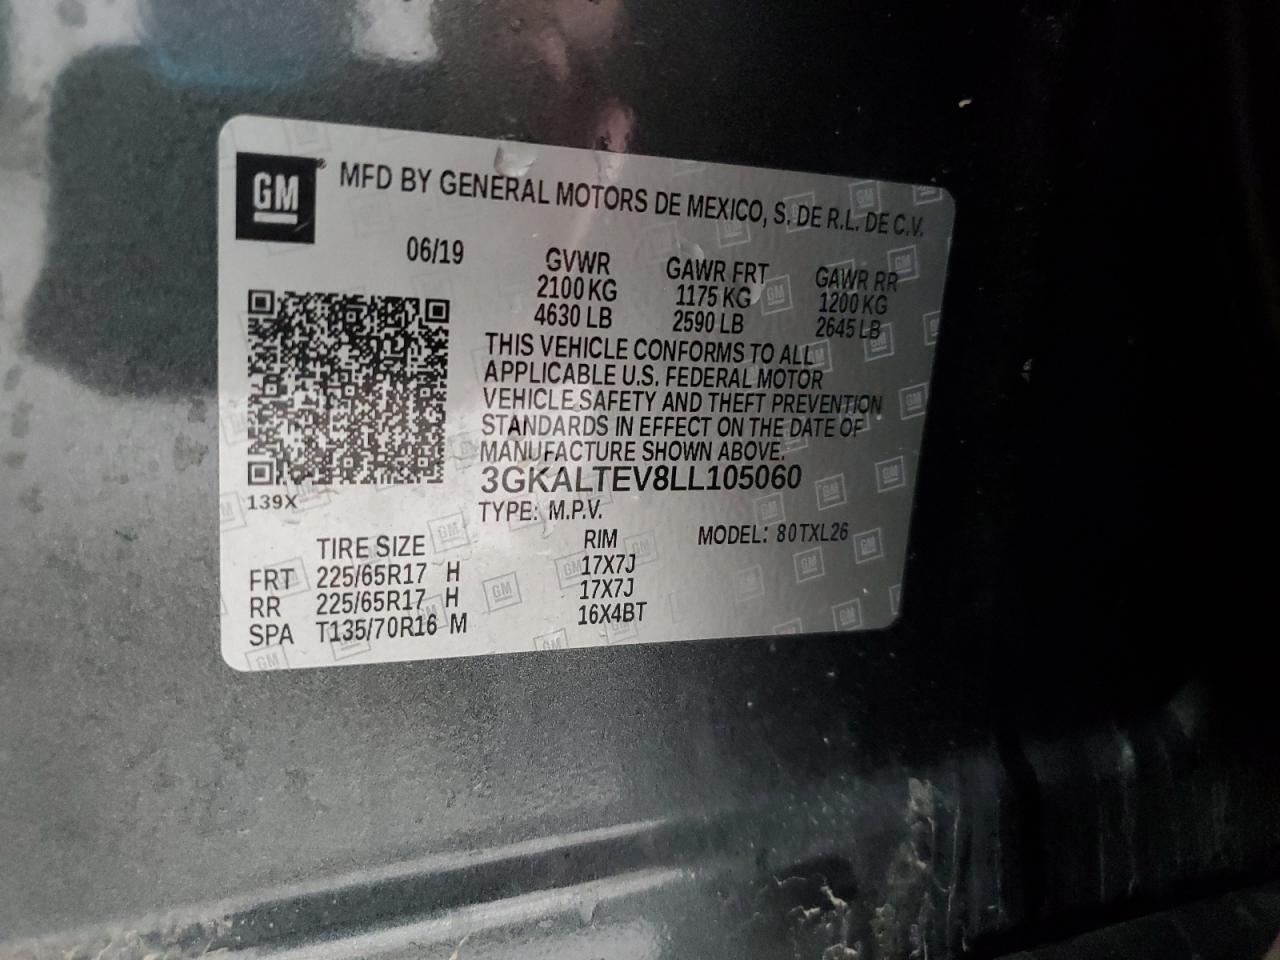 GM
MFD BY GENERAL MOTORS DE MEXICO, S. DE R.L. DE C.V.
06/19
GVWR GAWR FRT GAWR RR
2100 KG 1175 KG 1200 KG
4630 LB 2590 LB 2645 LB
THIS VEHICLE CONFORMS TO ALL
APPLICABLE U.S. FEDERAL MOTOR
VEHICLE SAFETY AND THEFT PREVENTION
STANDARDS IN EFFECT ON THE DATE OF
MANUFACTURE SHOWN ABOVE.
3GKALTEV8LL105060
139X
TYPE: M.P.V.
TIRE SIZE RIM MODEL: 80TXL26
FRT 225/65R17 H 17X7J
RR 225/65R17 H 17X7J
SPA T135/70R16 M 16X4BT